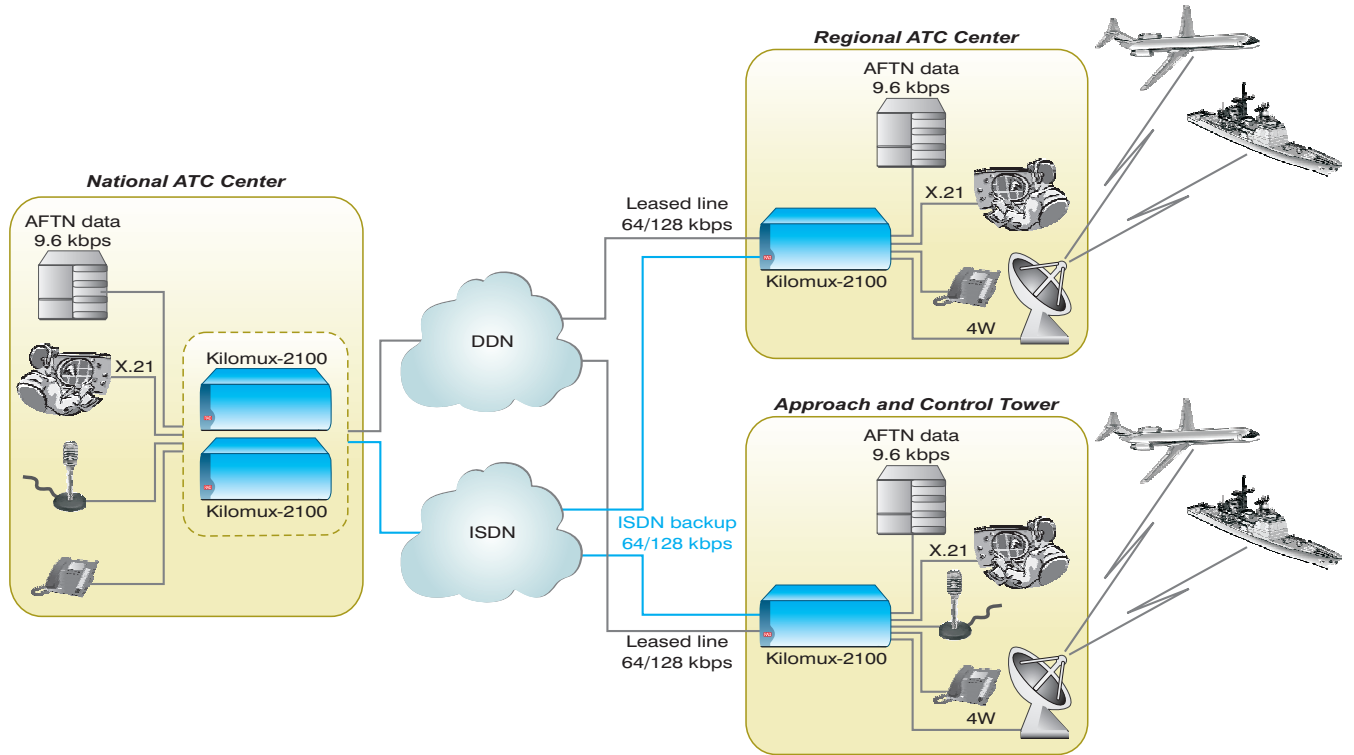 National ATC Center
AFTN data
9.6 kbps
X.21
Kilomux-2100
Kilomux-2100
DDN
ISDN
Leased line
64/128 kbps
ISDN backup
64/128 kbps
Leased line
64/128 kbps
Regional ATC Center
AFTN data
9.6 kbps
X.21
Kilomux-2100
4W
Approach and Control Tower
AFTN data
9.6 kbps
X.21
Kilomux-2100
4W